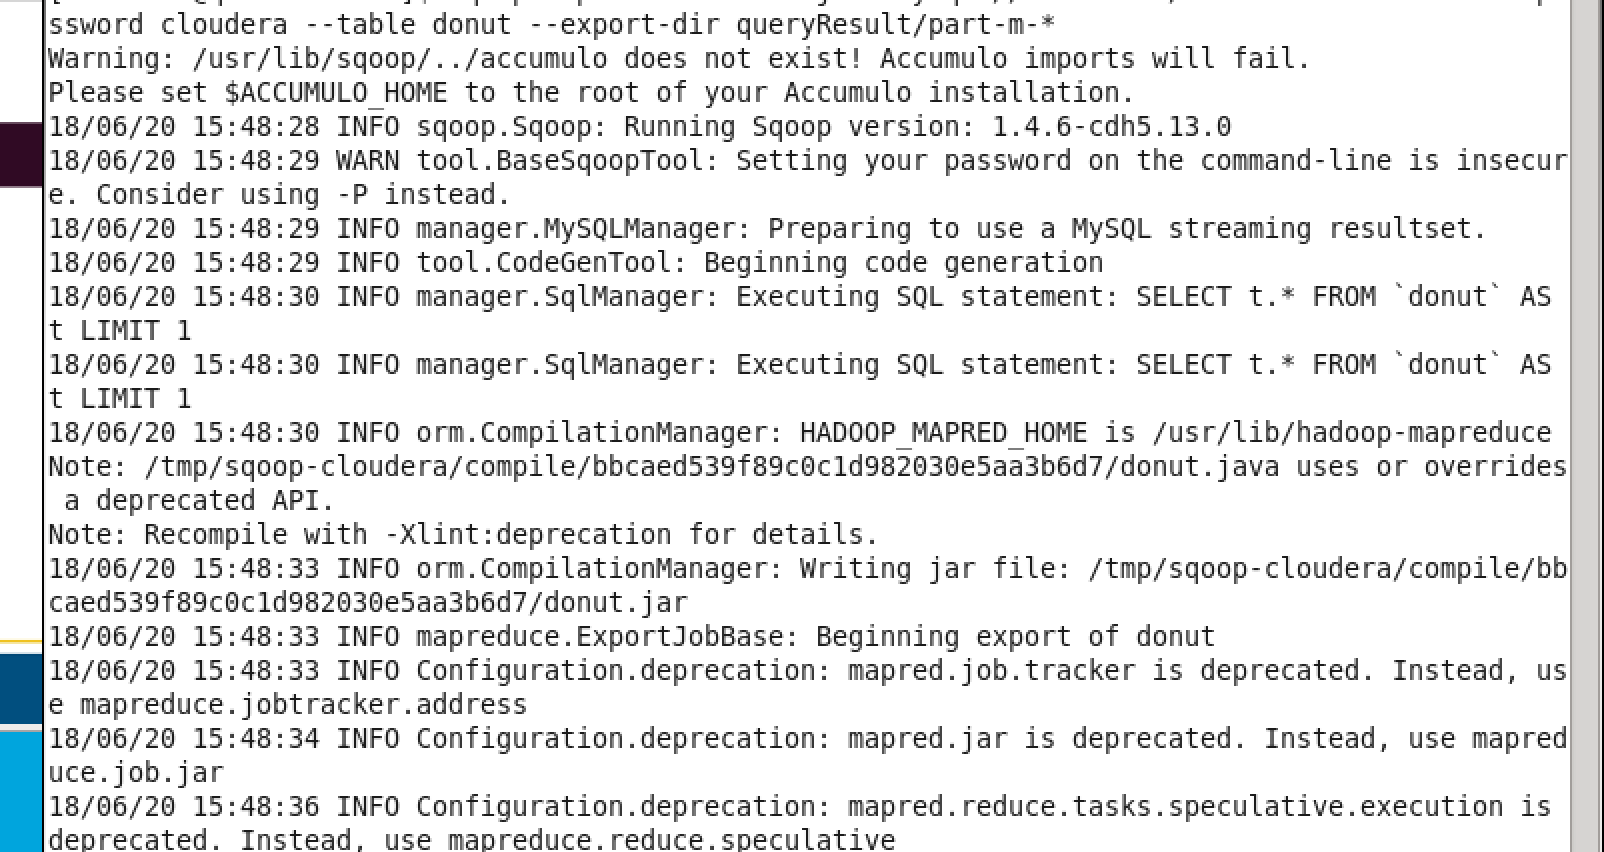 ssword cloudera --table donut --export-dir queryResult/part-m-*
Warning: /usr/lib/sqoop/../accumulo does not exist! Accumulo imports will fail.
Please set $ACCUMULO_HOME to the root of your Accumulo installation.
18/06/20 15:48:28 INFO sqoop.Sqoop: Running Sqoop version: 1.4.6-cdh5.13.0
18/06/20 15:48:29 WARN tool.BaseSqoopTool: Setting your password on the command-line is insecur
e. Consider using -P instead.
18/06/20 15:48:29 INFO manager.MySQLManager: Preparing to use a MySQL streaming resultset.
18/06/20 15:48:29 INFO tool.CodeGenTool: Beginning code generation
18/06/20 15:48:30 INFO manager.SqlManager: Executing SQL statement: SELECT t.* FROM `donut` AS
t LIMIT 1
18/06/20 15:48:30 INFO manager.SqlManager: Executing SQL statement: SELECT t.* FROM `donut` AS
t LIMIT 1
18/06/20 15:48:30 INFO orm.CompilationManager: HADOOP_MAPRED_HOME is /usr/lib/hadoop-mapreduce
Note: /tmp/sqoop-cloudera/compile/bbcaed539f89c0c1d982030e5aa3b6d7/donut.java uses or overrides
 a deprecated API.
Note: Recompile with -Xlint:deprecation for details.
18/06/20 15:48:33 INFO orm.CompilationManager: Writing jar file: /tmp/sqoop-cloudera/compile/bb
caed539f89c0c1d982030e5aa3b6d7/donut.jar
18/06/20 15:48:33 INFO mapreduce.ExportJobBase: Beginning export of donut
18/06/20 15:48:33 INFO Configuration.deprecation: mapred.job.tracker is deprecated. Instead, us
e mapreduce.jobtracker.address
18/06/20 15:48:34 INFO Configuration.deprecation: mapred.jar is deprecated. Instead, use mapred
uce.job.jar
18/06/20 15:48:36 INFO Configuration.deprecation: mapred.reduce.tasks.speculative.execution is
deprecated. Instead, use mapreduce.reduce.speculative